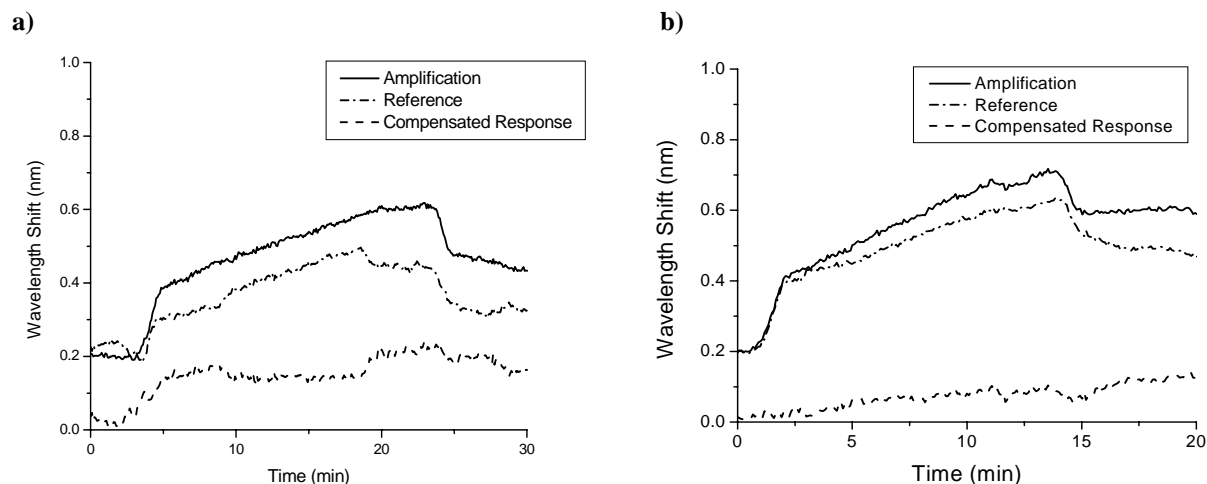 a)
1.0
0.8
0.6
0.4
0.2
0.0
Wavelength Shift (nm)
Amplification
Reference
Compensated Response
0
10
20
30
Time (min)
b)
1.0
0.8
0.6
0.4
0.2
0.0
Wavelength Shift (nm)
Amplification
Reference
Compensated Response
0
5
10
15
20
Time (min)